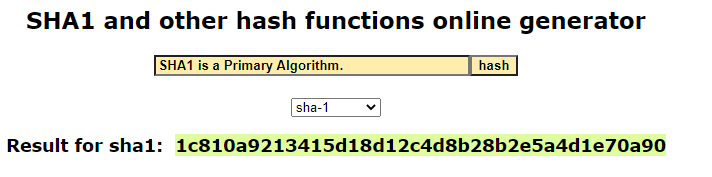 SHA1 and other hash functions online generator
SHA1 is a Primary Algorithm. hash
sha-1
Result for sha1: 1c810a9213415d18d12c4d8b28b2e5a4d1e70a90